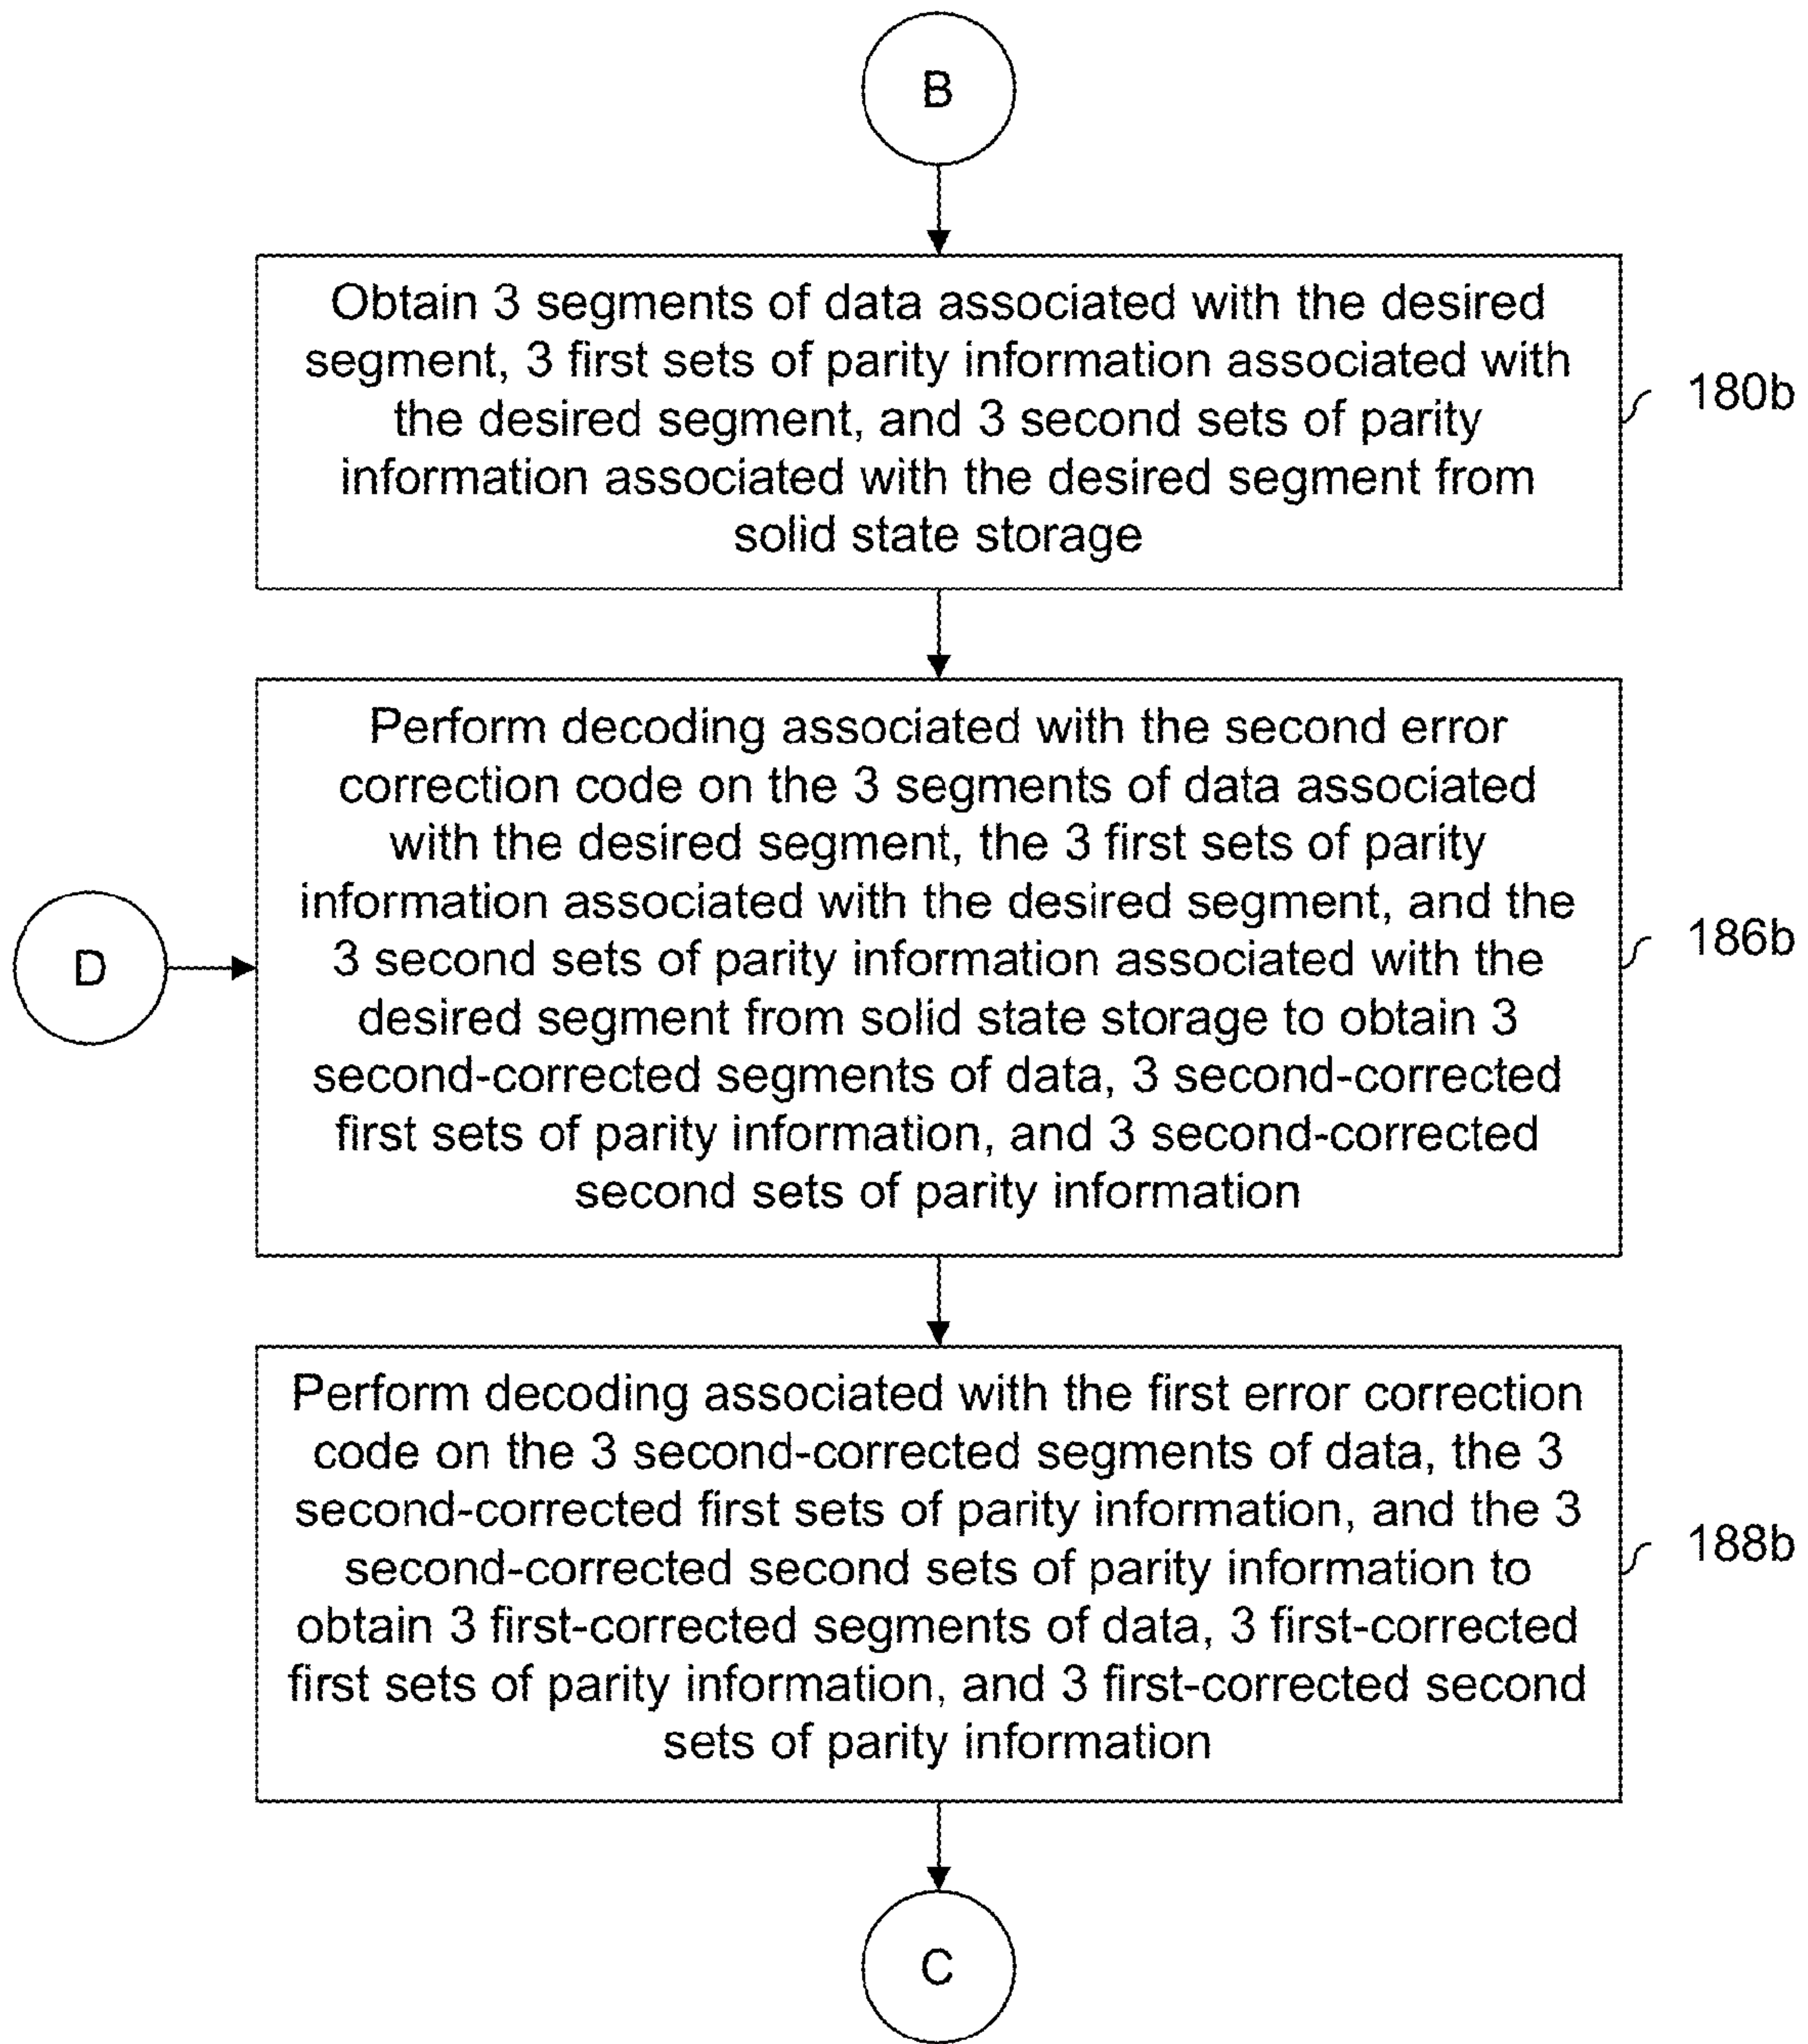 B
Obtain 3 segments of data associated with the desired
segment, 3 first sets of parity information associated with
the desired segment, and 3 second sets of parity
information associated with the desired segment from
solid state storage
180b
Perform decoding associated with the second error
correction code on the 3 segments of data associated
with the desired segment, the 3 first sets of parity
information associated with the desired segment, and the
3 second sets of parity information associated with the
desired segment from solid state storage to obtain 3
second-corrected segments of data, 3 second-corrected
first sets of parity information, and 3 second-corrected
second sets of parity information
186b
D
Perform decoding associated with the first error correction
code on the 3 second-corrected segments of data, the 3
second-corrected first sets of parity information, and the 3
second-corrected second sets of parity information to
obtain 3 first-corrected segments of data, 3 first-corrected
first sets of parity information, and 3 first-corrected second
sets of parity information
188b
C